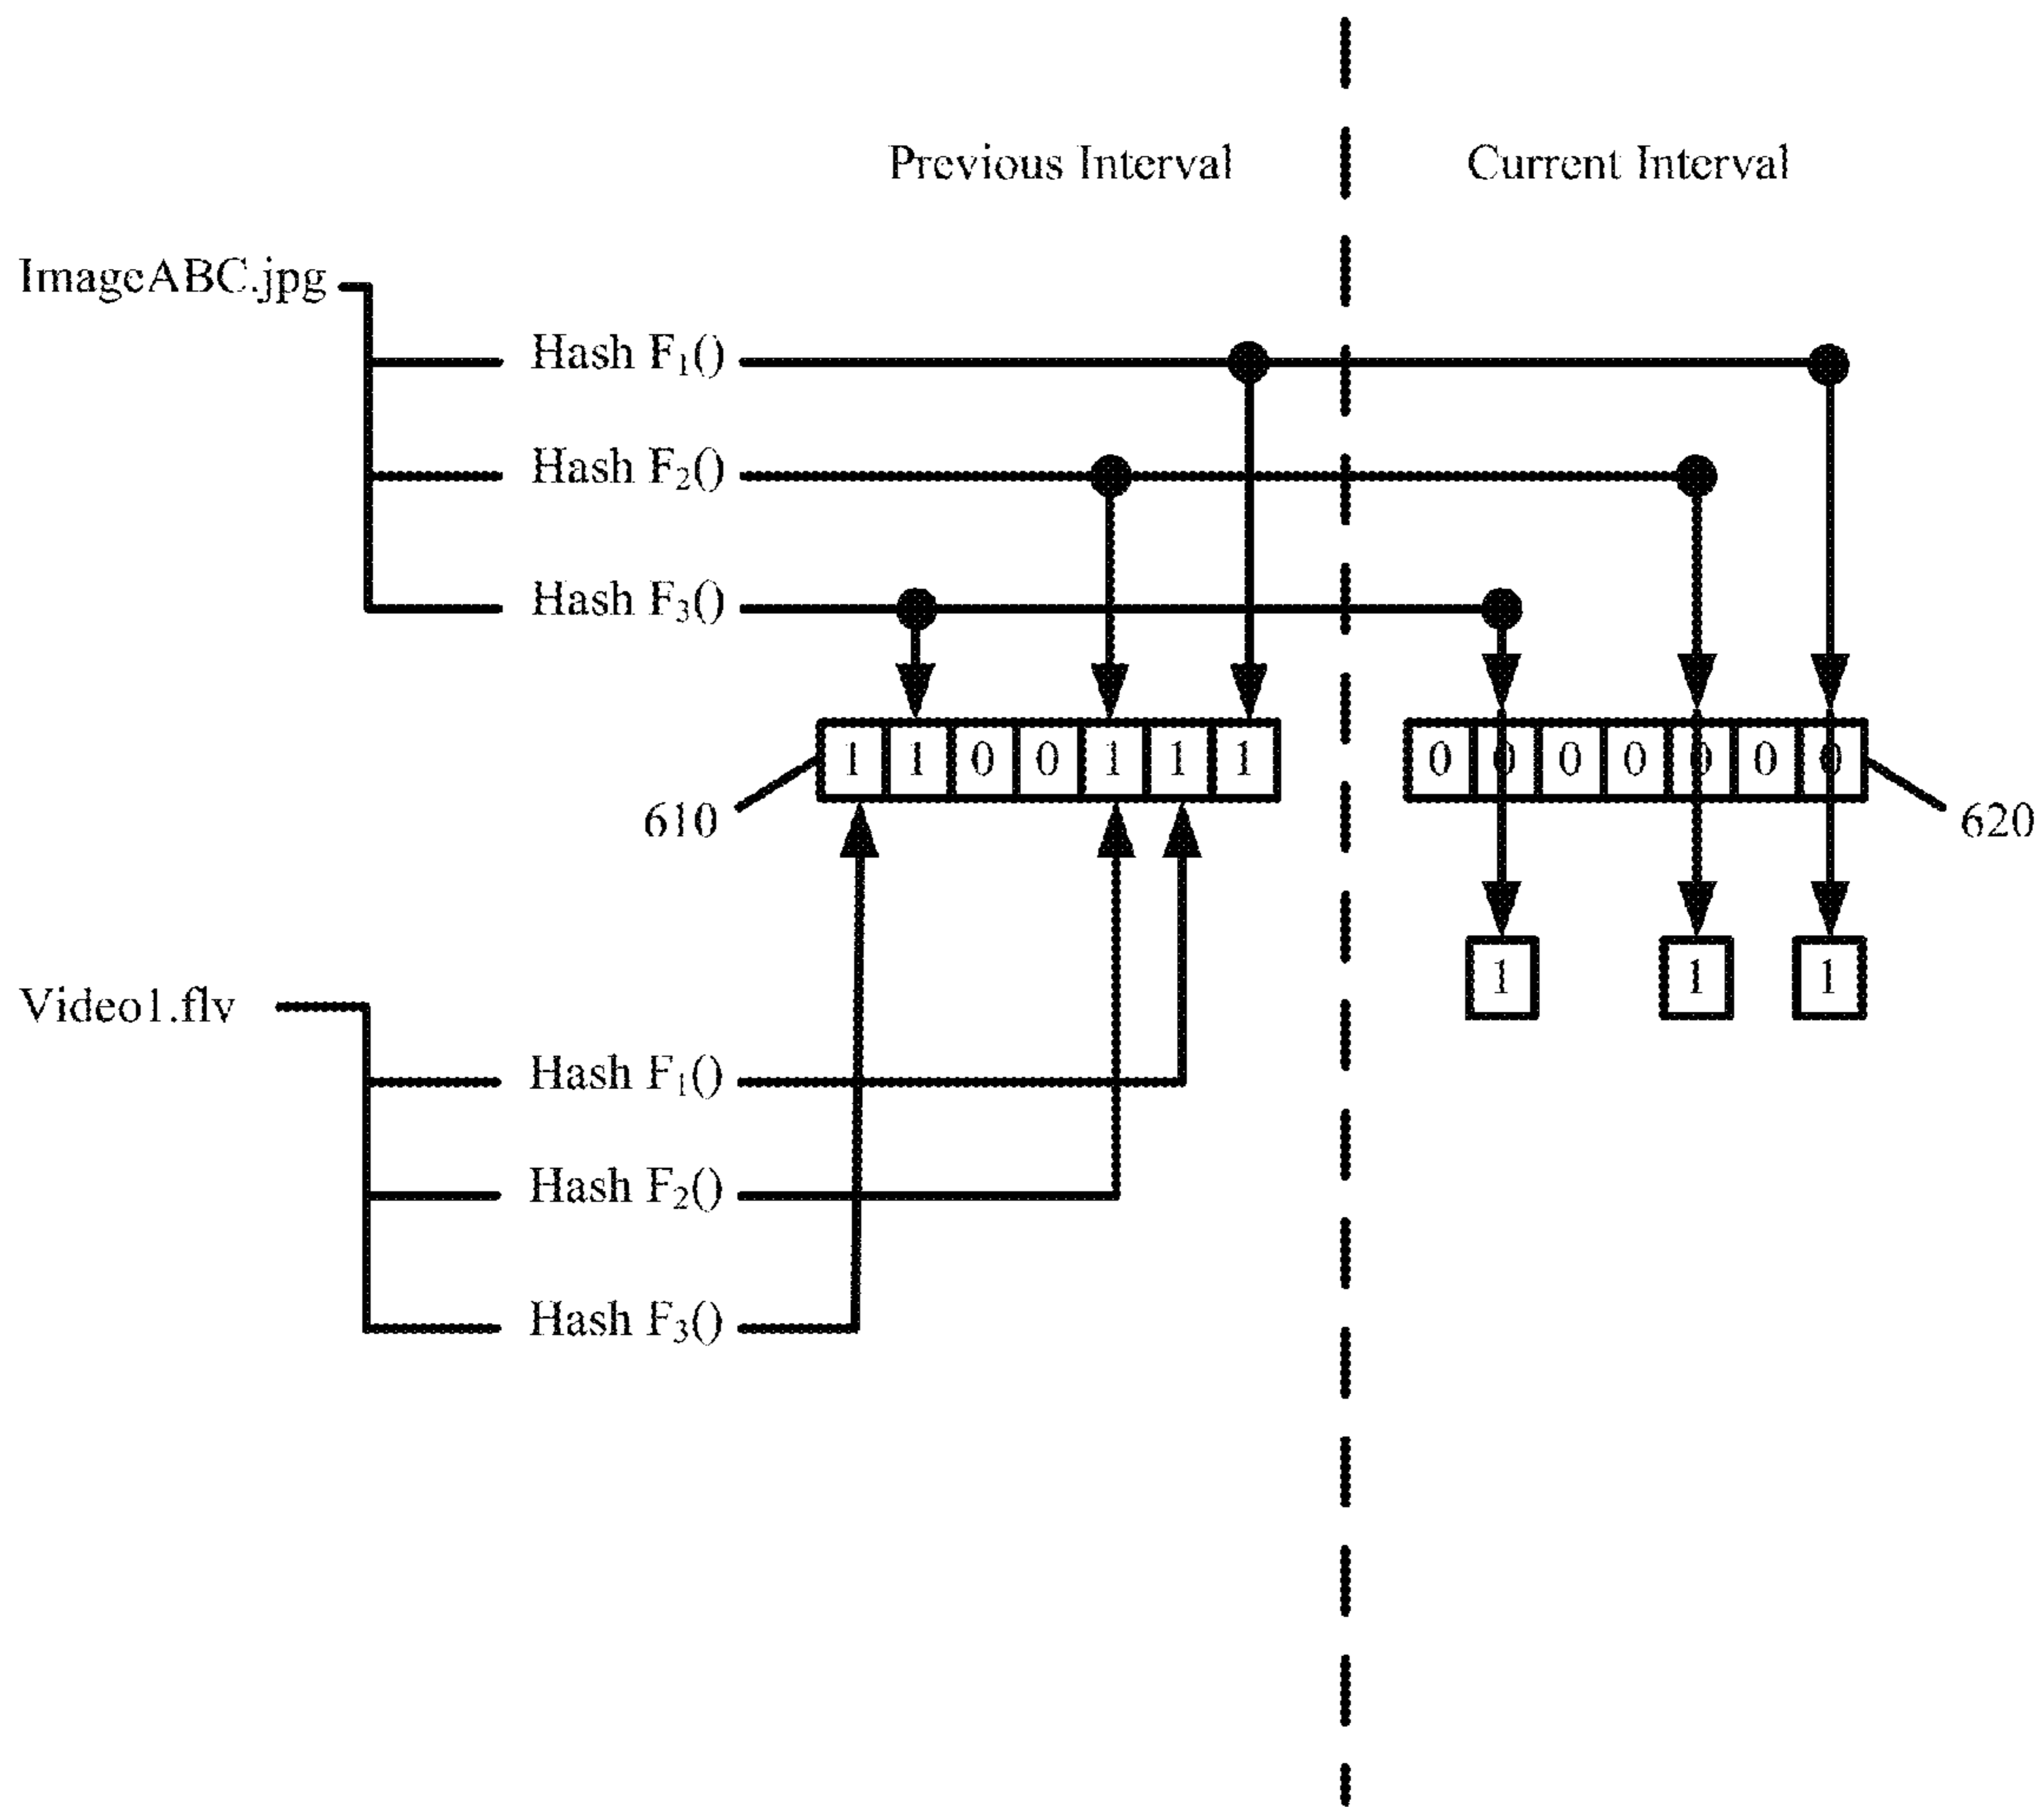 Previous Interval Current Interval
ImageABC.jpg
Hash F₁()
Hash F₂()
Hash F₃()
1 1 0 0 1 1 1 0 0 0 0 0 0 0
610 620
1 1 1
Video1.flv
Hash F₁()
Hash F₂()
Hash F₃()